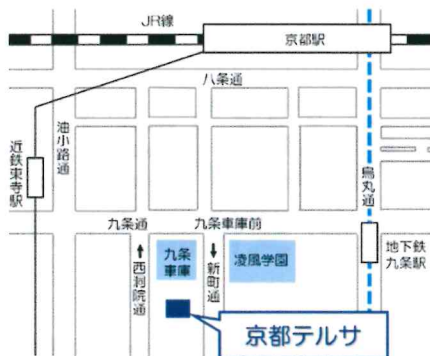 JR線
京都駅
八条通
油小路通
近鉄東寺駅
烏丸通
九条通
九条車庫前
地下鉄
九条駅
西洞院通
九条
車庫
新町通
凌風学園
京都テルサ